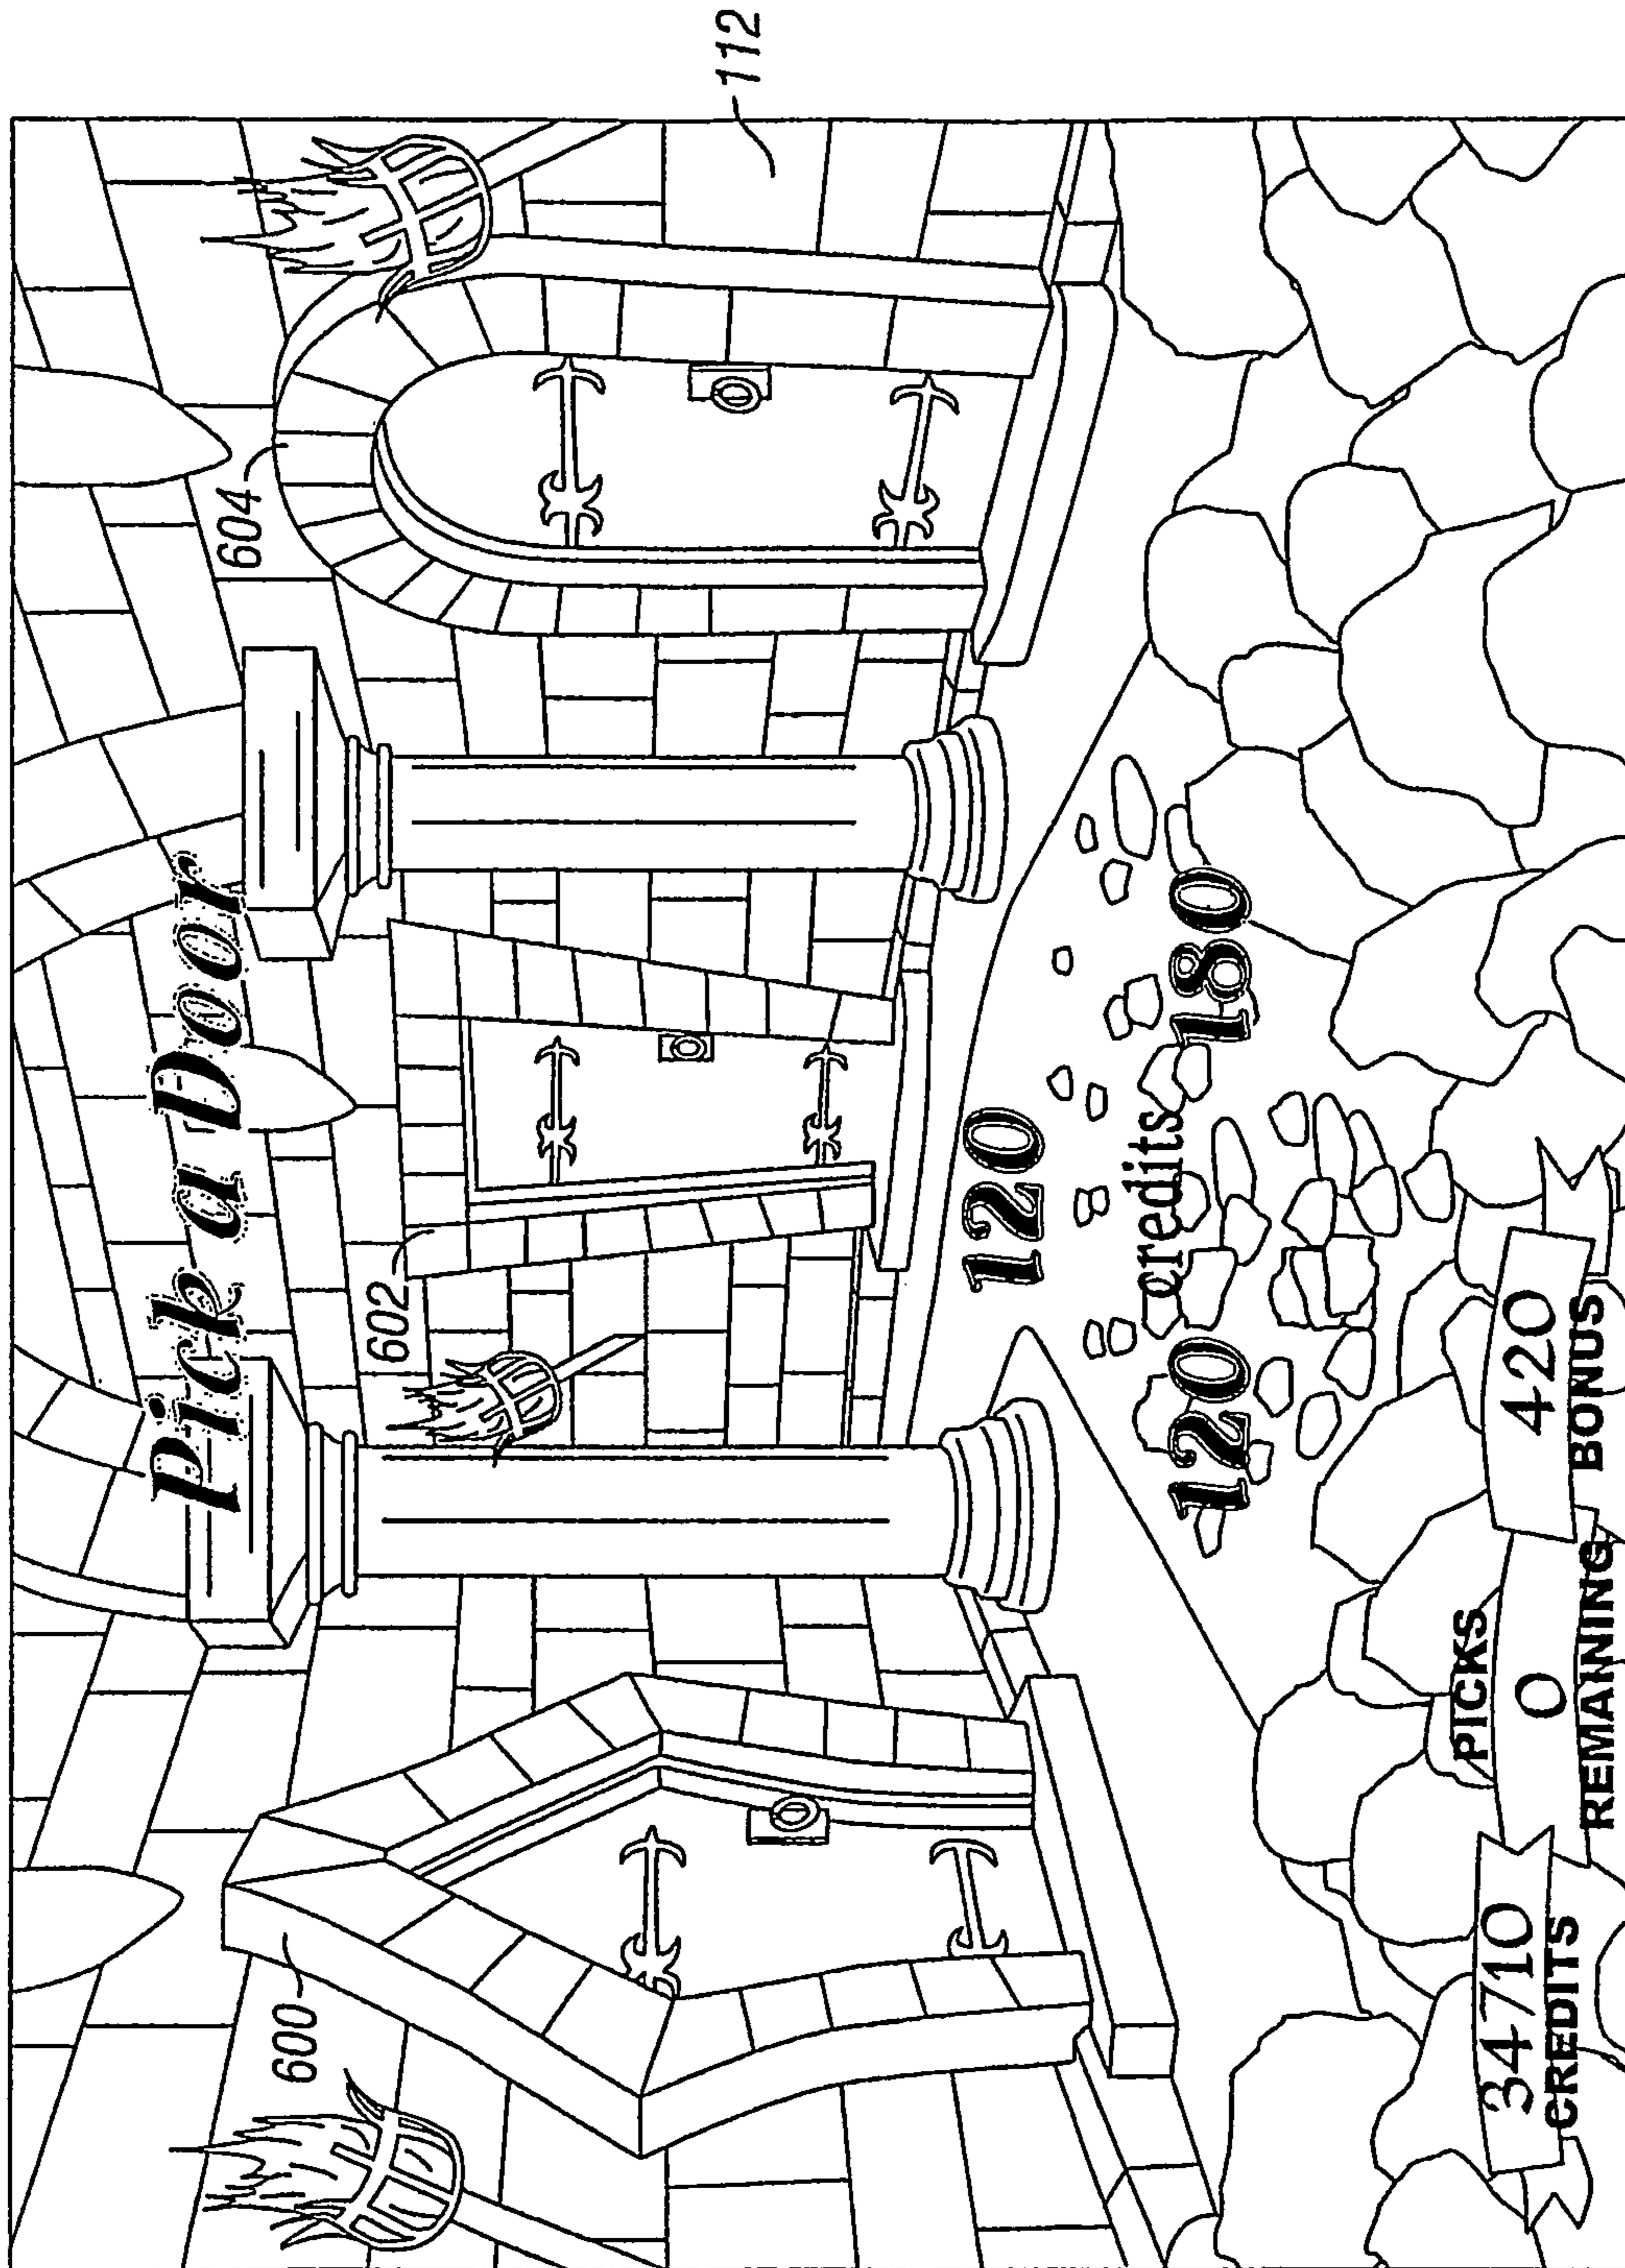 Pick a Door
112
604
602
600
120
credits
120
180
PICKS
34710
0
420
CREDITS
REMAINING
BONUS